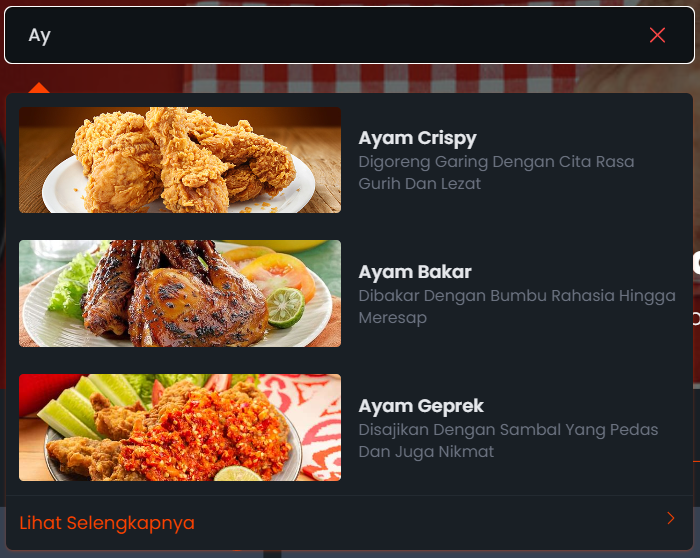 Ay
Ayam Crispy
Digoreng Garing Dengan Cita Rasa
Gurih Dan Lezat
Ayam Bakar
Dibakar Dengan Bumbu Rahasia Hingga
Meresap
Ayam Geprek
Disajikan Dengan Sambal Yang Pedas
Dan Juga Nikmat
Lihat Selengkapnya